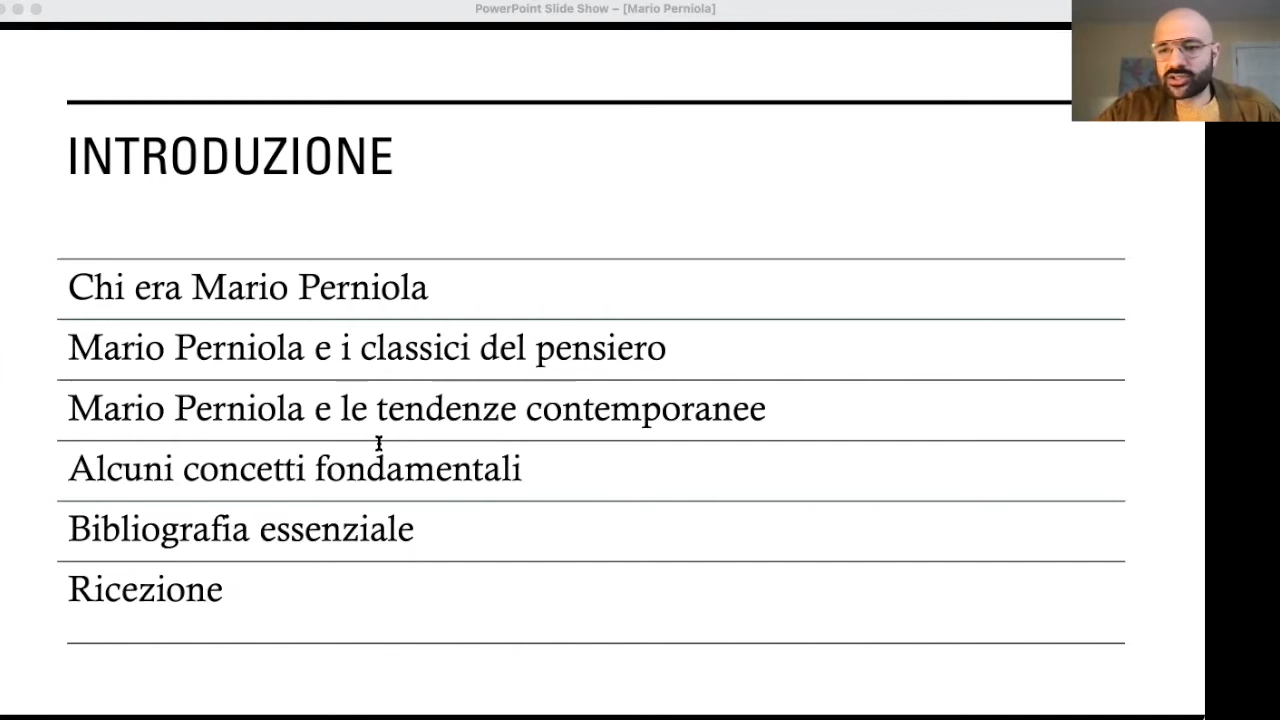 PowerPoint Slide Show – [Mario Perniola]
INTRODUZIONE
Chi era Mario Perniola
Mario Perniola e i classici del pensiero
Mario Perniola e le tendenze contemporanee
Alcuni concetti fondamentali
Bibliografia essenziale
Ricezione